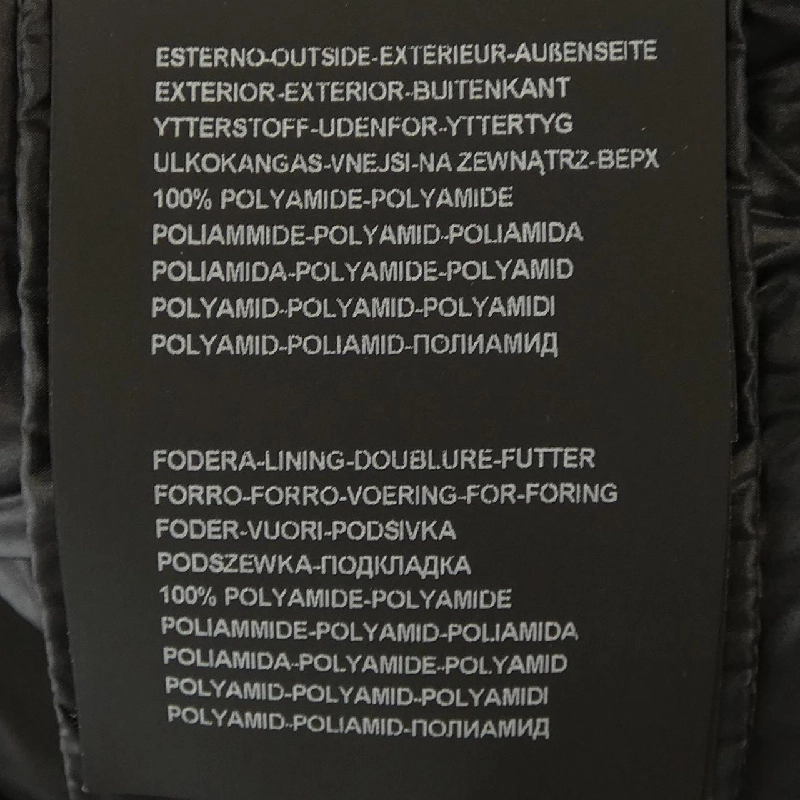 ESTERNO-OUTSIDE-EXTERIEUR-AUßENSEITE
EXTERIOR-EXTERIOR-BUITENKANT
YTTERSTOFF-UDENFOR-YTTERTYG
ULKOKANGAS-VNEJSI-NA ZEWNĄTRZ-ВЕРХ
100% POLYAMIDE-POLYAMIDE
POLIAMMIDE-POLYAMID-POLIAMIDA
POLIAMIDA-POLYAMIDE-POLYAMID
POLYAMID-POLYAMID-POLYAMIDI
POLYAMID-POLIAMID-ПОЛИАМИД
FODERA-LINING-DOUBLURE-FUTTER
FORRO-FORRO-VOERING-FOR-FORING
FODER-VUORI-PODSIVKA
PODSZEWKA-ПОДКЛАДКА
100% POLYAMIDE-POLYAMIDE
POLIAMMIDE-POLYAMID-POLIAMIDA
POLIAMIDA-POLYAMIDE-POLYAMID
POLYAMID-POLYAMID-POLYAMIDI
POLYAMID-POLIAMID-ПОЛИАМИД